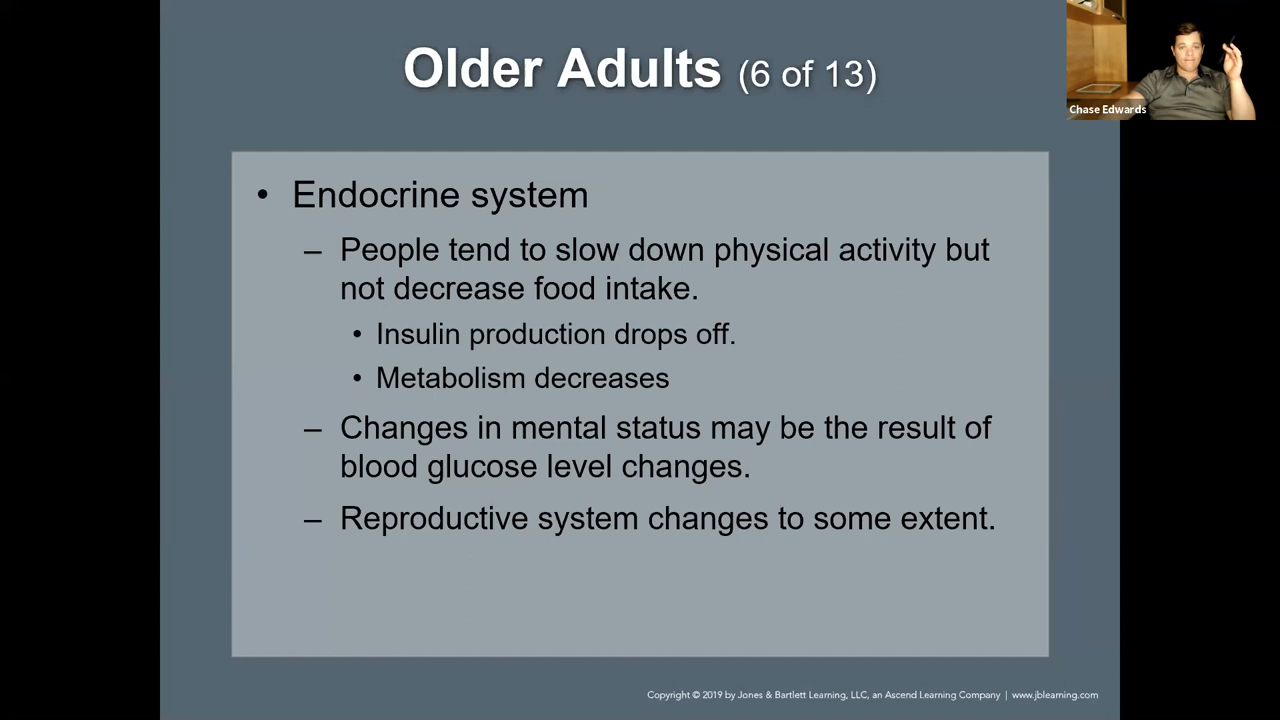 Older Adults (6 of 13)
Chase Edwards
• Endocrine system
– People tend to slow down physical activity but
not decrease food intake.
• Insulin production drops off.
• Metabolism decreases
– Changes in mental status may be the result of
blood glucose level changes.
– Reproductive system changes to some extent.
Copyright © 2019 by Jones & Bartlett Learning, LLC, an Ascend Learning Company | www.jblearning.com